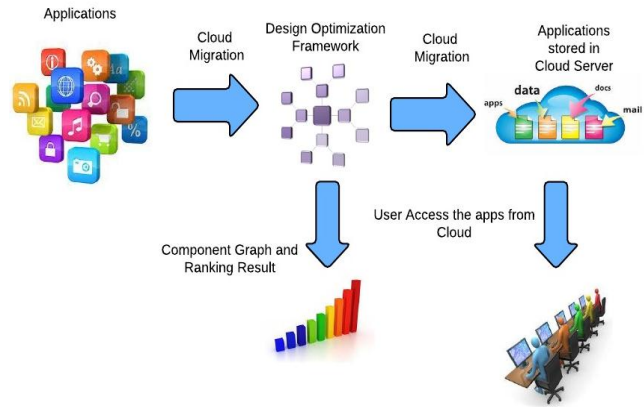 Applications
Cloud
Migration
Design Optimization
Framework
Cloud
Migration
Applications
stored in
Cloud Server
apps
data
docs
mail
%
Component Graph and
Ranking Result
User Access the apps from
Cloud